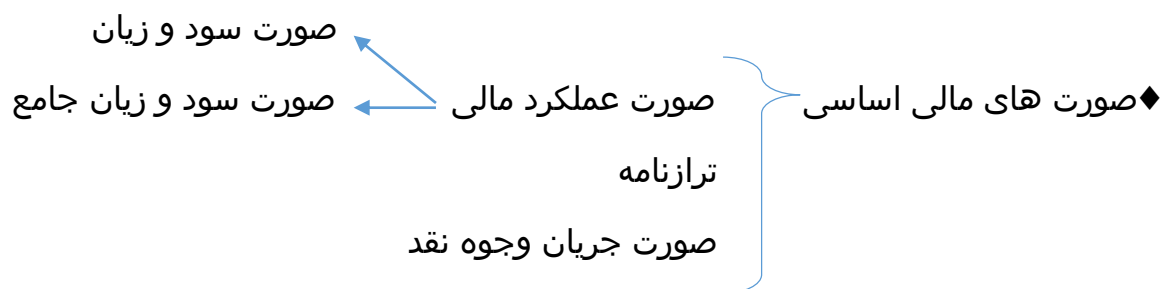 صورت سود و زیان
♦صورت های مالی اساسی صورت عملکرد مالی صورت سود و زیان جامع
ترازنامه
صورت جریان وجوه نقد